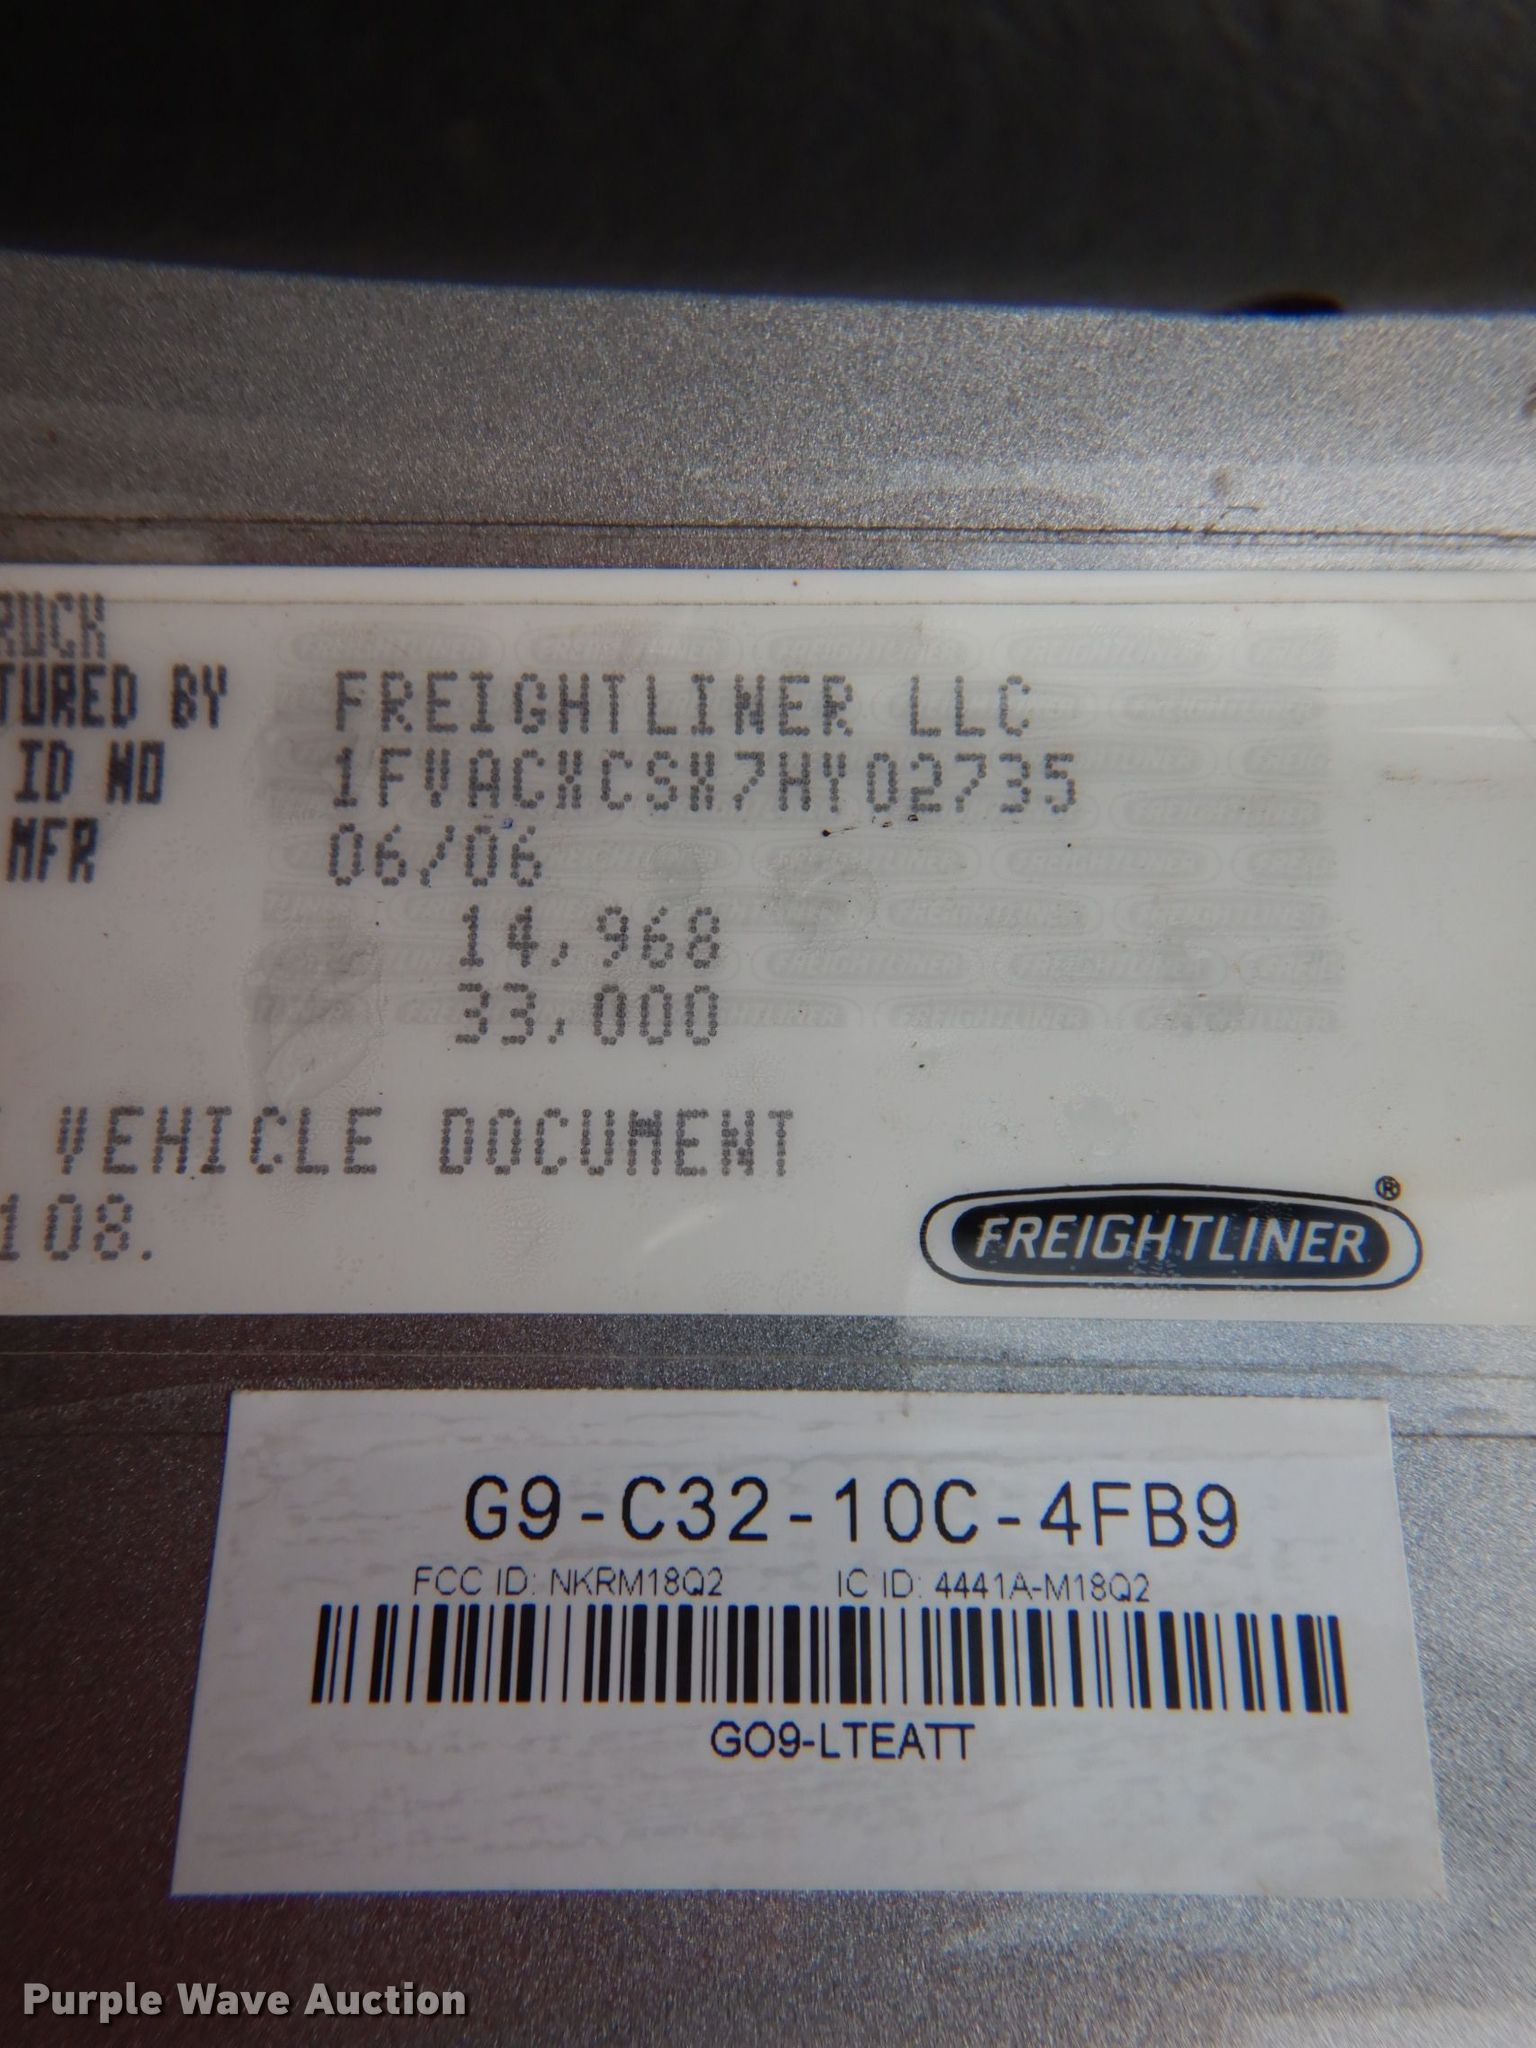 RUCK
TURED BY FREIGHTLINER LLC
ID NO 1FVACXCSX7HY02735
MFR 06/06
14,968
33,000
VEHICLE DOCUMENT
108.
FREIGHTLINER®
G9-C32-10C-4FB9
FCC ID: NKRM18Q2 IC ID: 4441A-M18Q2
GO9-LTEATT
Purple Wave Auction